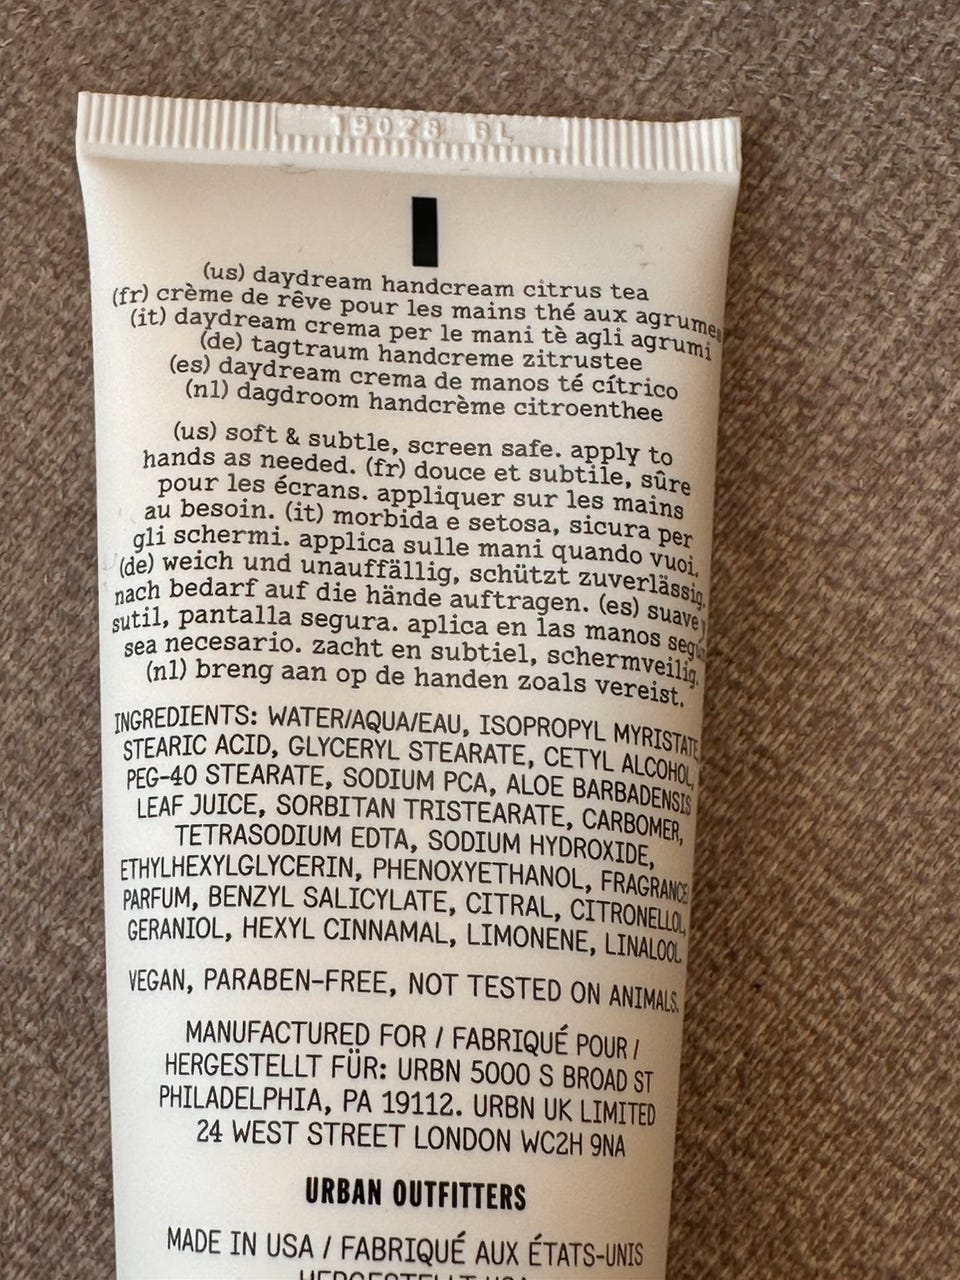 19028 BL
(us) daydream handcream citrus tea
(fr) crème de rêve pour les mains thé aux agrumes
(it) daydream crema per le mani tè agli agrumi
(de) tagtraum handcreme zitrustee
(es) daydream crema de manos té cítrico
(nl) dagdroom handcrème citroenthee
(us) soft & subtle, screen safe. apply to
hands as needed. (fr) douce et subtile, sûre
pour les écrans. appliquer sur les mains
au besoin. (it) morbida e setosa, sicura per
gli schermi. applica sulle mani quando vuoi.
(de) weich und unauffällig, schützt zuverlässig.
nach bedarf auf die hände auftragen. (es) suave y
sutil, pantalla segura. aplica en las manos según
sea necesario. zacht en subtiel, schermveilig.
(nl) breng aan op de handen zoals vereist.
INGREDIENTS: WATER/AQUA/EAU, ISOPROPYL MYRISTATE,
STEARIC ACID, GLYCERYL STEARATE, CETYL ALCOHOL,
PEG-40 STEARATE, SODIUM PCA, ALOE BARBADENSIS
LEAF JUICE, SORBITAN TRISTEARATE, CARBOMER,
TETRASODIUM EDTA, SODIUM HYDROXIDE,
ETHYLHEXYLGLYCERIN, PHENOXYETHANOL, FRAGRANCE
PARFUM, BENZYL SALICYLATE, CITRAL, CITRONELLOL,
GERANIOL, HEXYL CINNAMAL, LIMONENE, LINALOOL.
VEGAN, PARABEN-FREE, NOT TESTED ON ANIMALS.
MANUFACTURED FOR / FABRIQUÉ POUR /
HERGESTELLT FÜR: URBN 5000 S BROAD ST
PHILADELPHIA, PA 19112. URBN UK LIMITED
24 WEST STREET LONDON WC2H 9NA
URBAN OUTFITTERS
MADE IN USA / FABRIQUÉ AUX ÉTATS-UNIS